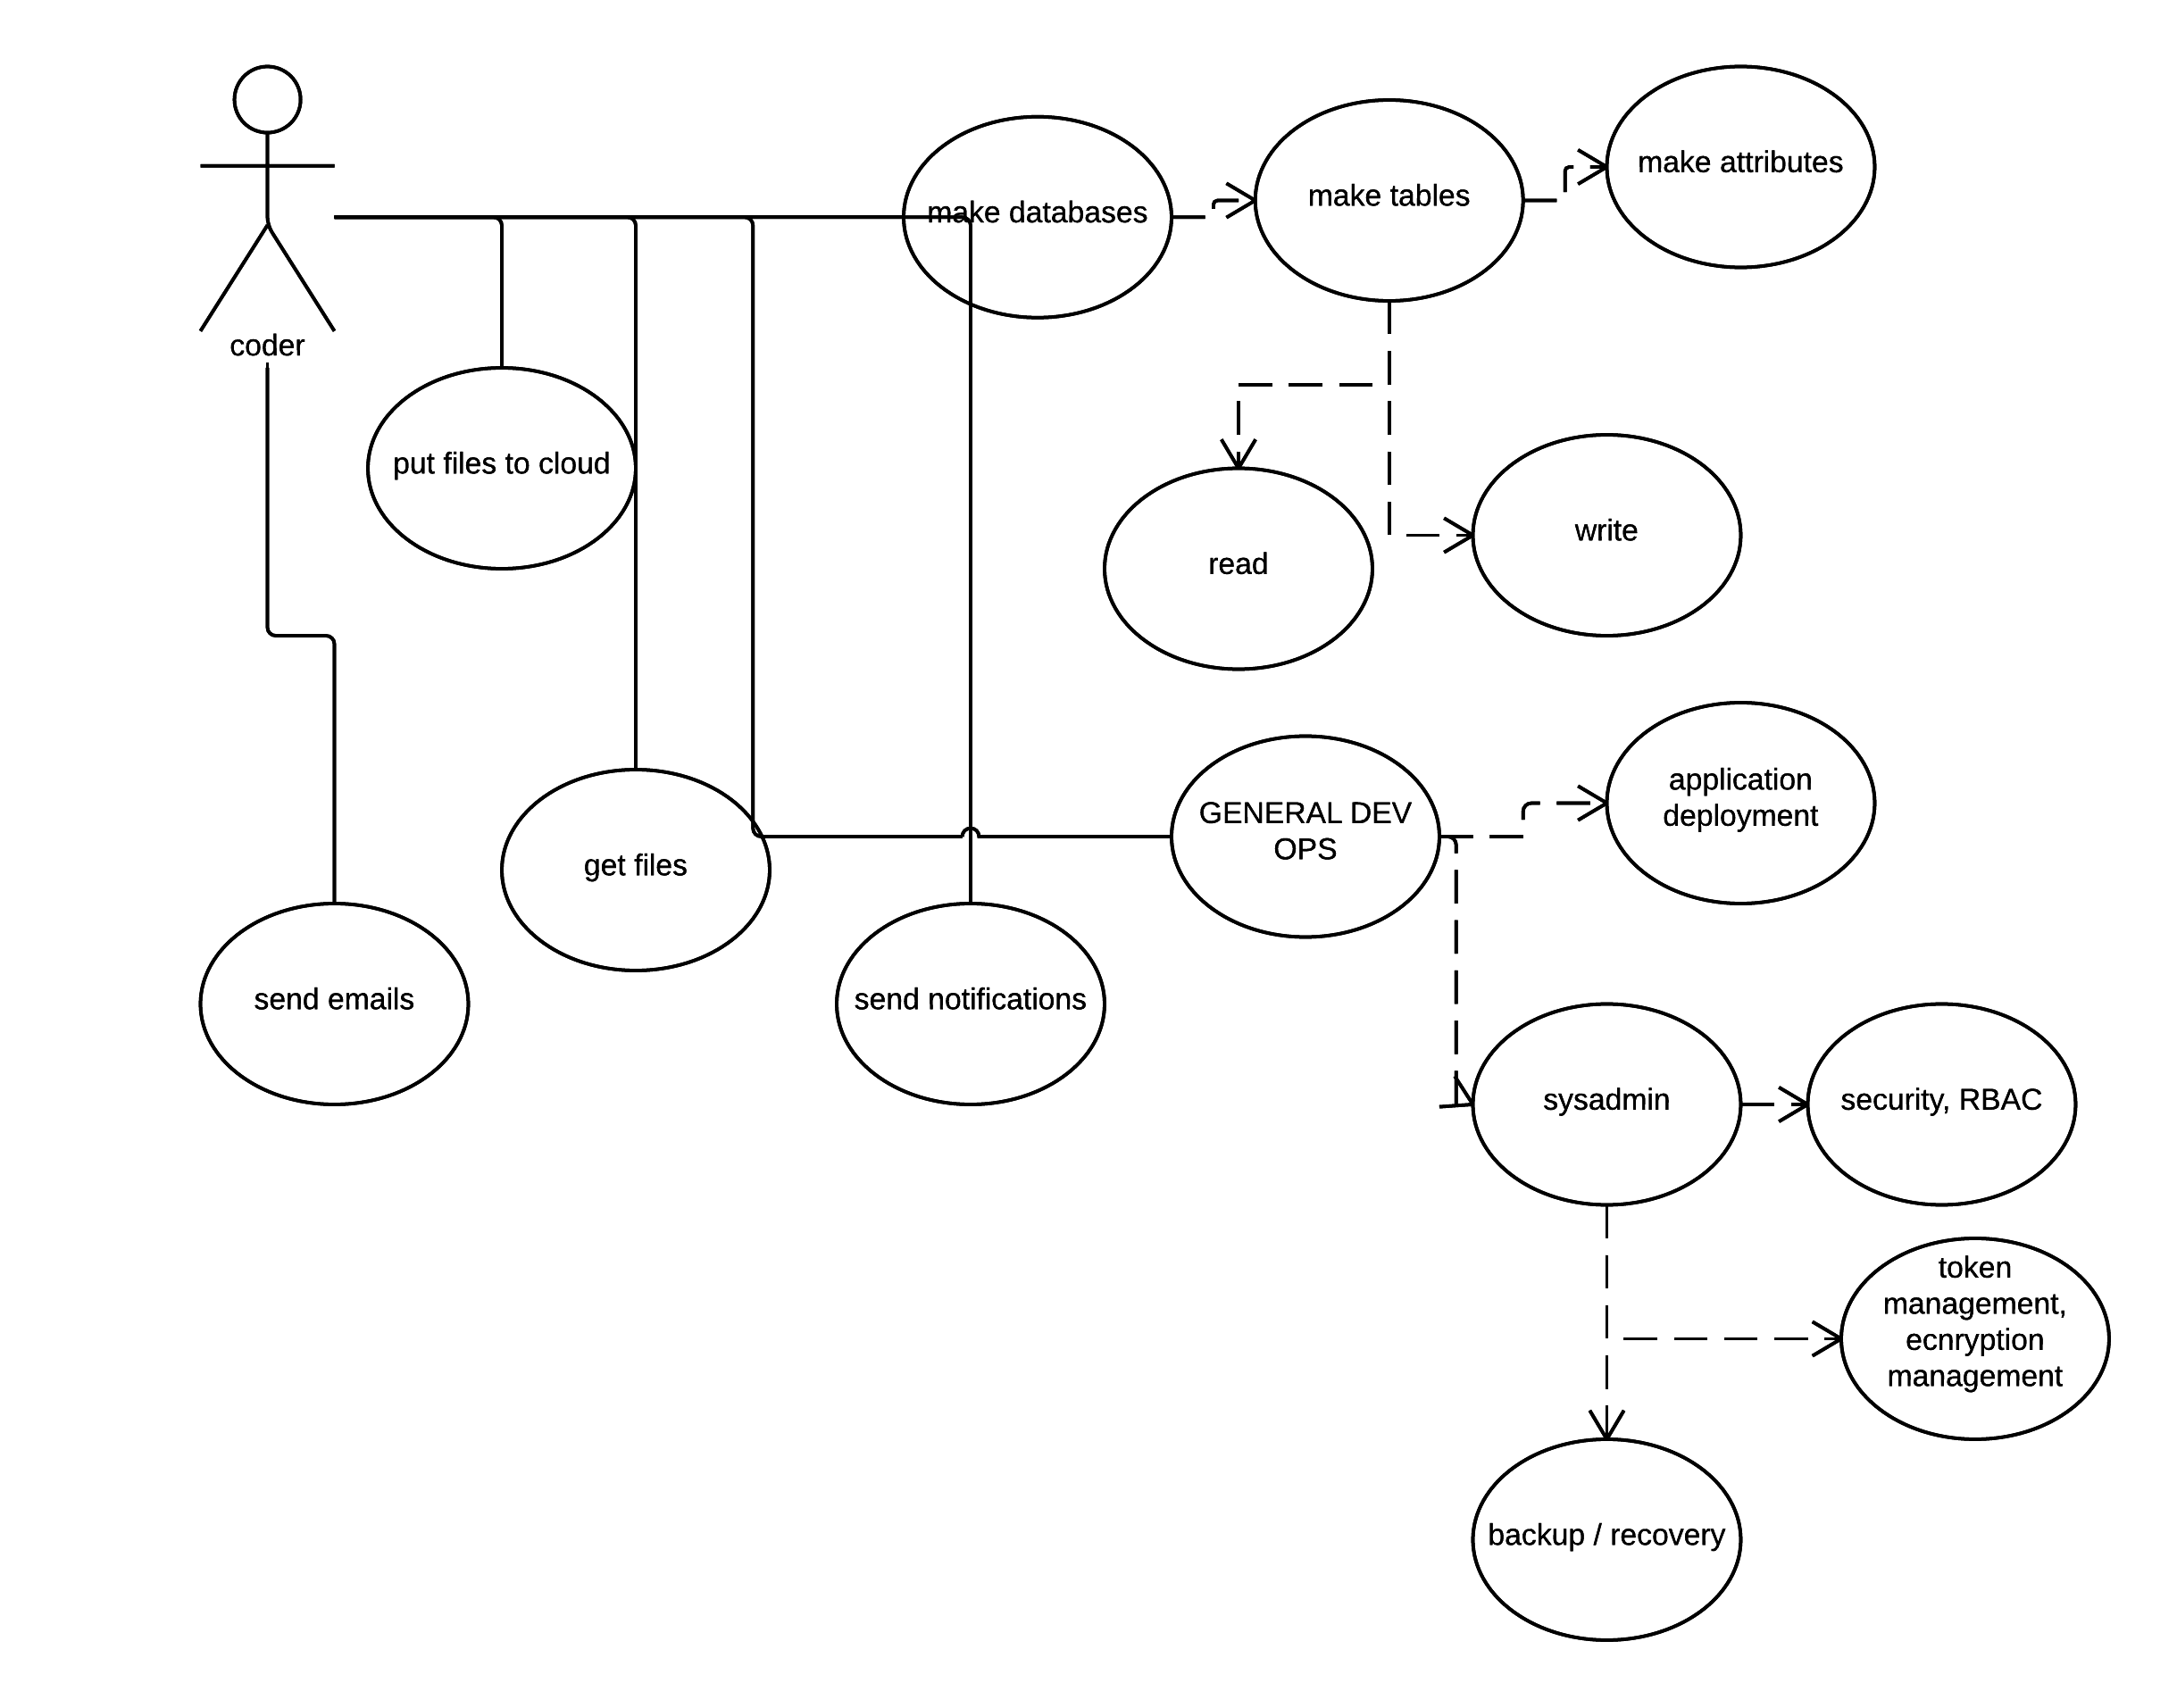 make attributes
make tables
make databases
coder
put files to cloud
write
read
application
deployment
GENERAL DEV
OPS
get files
send emails
send notifications
sysadmin
security, RBAC
token
management,
ecnryption
management
backup / recovery